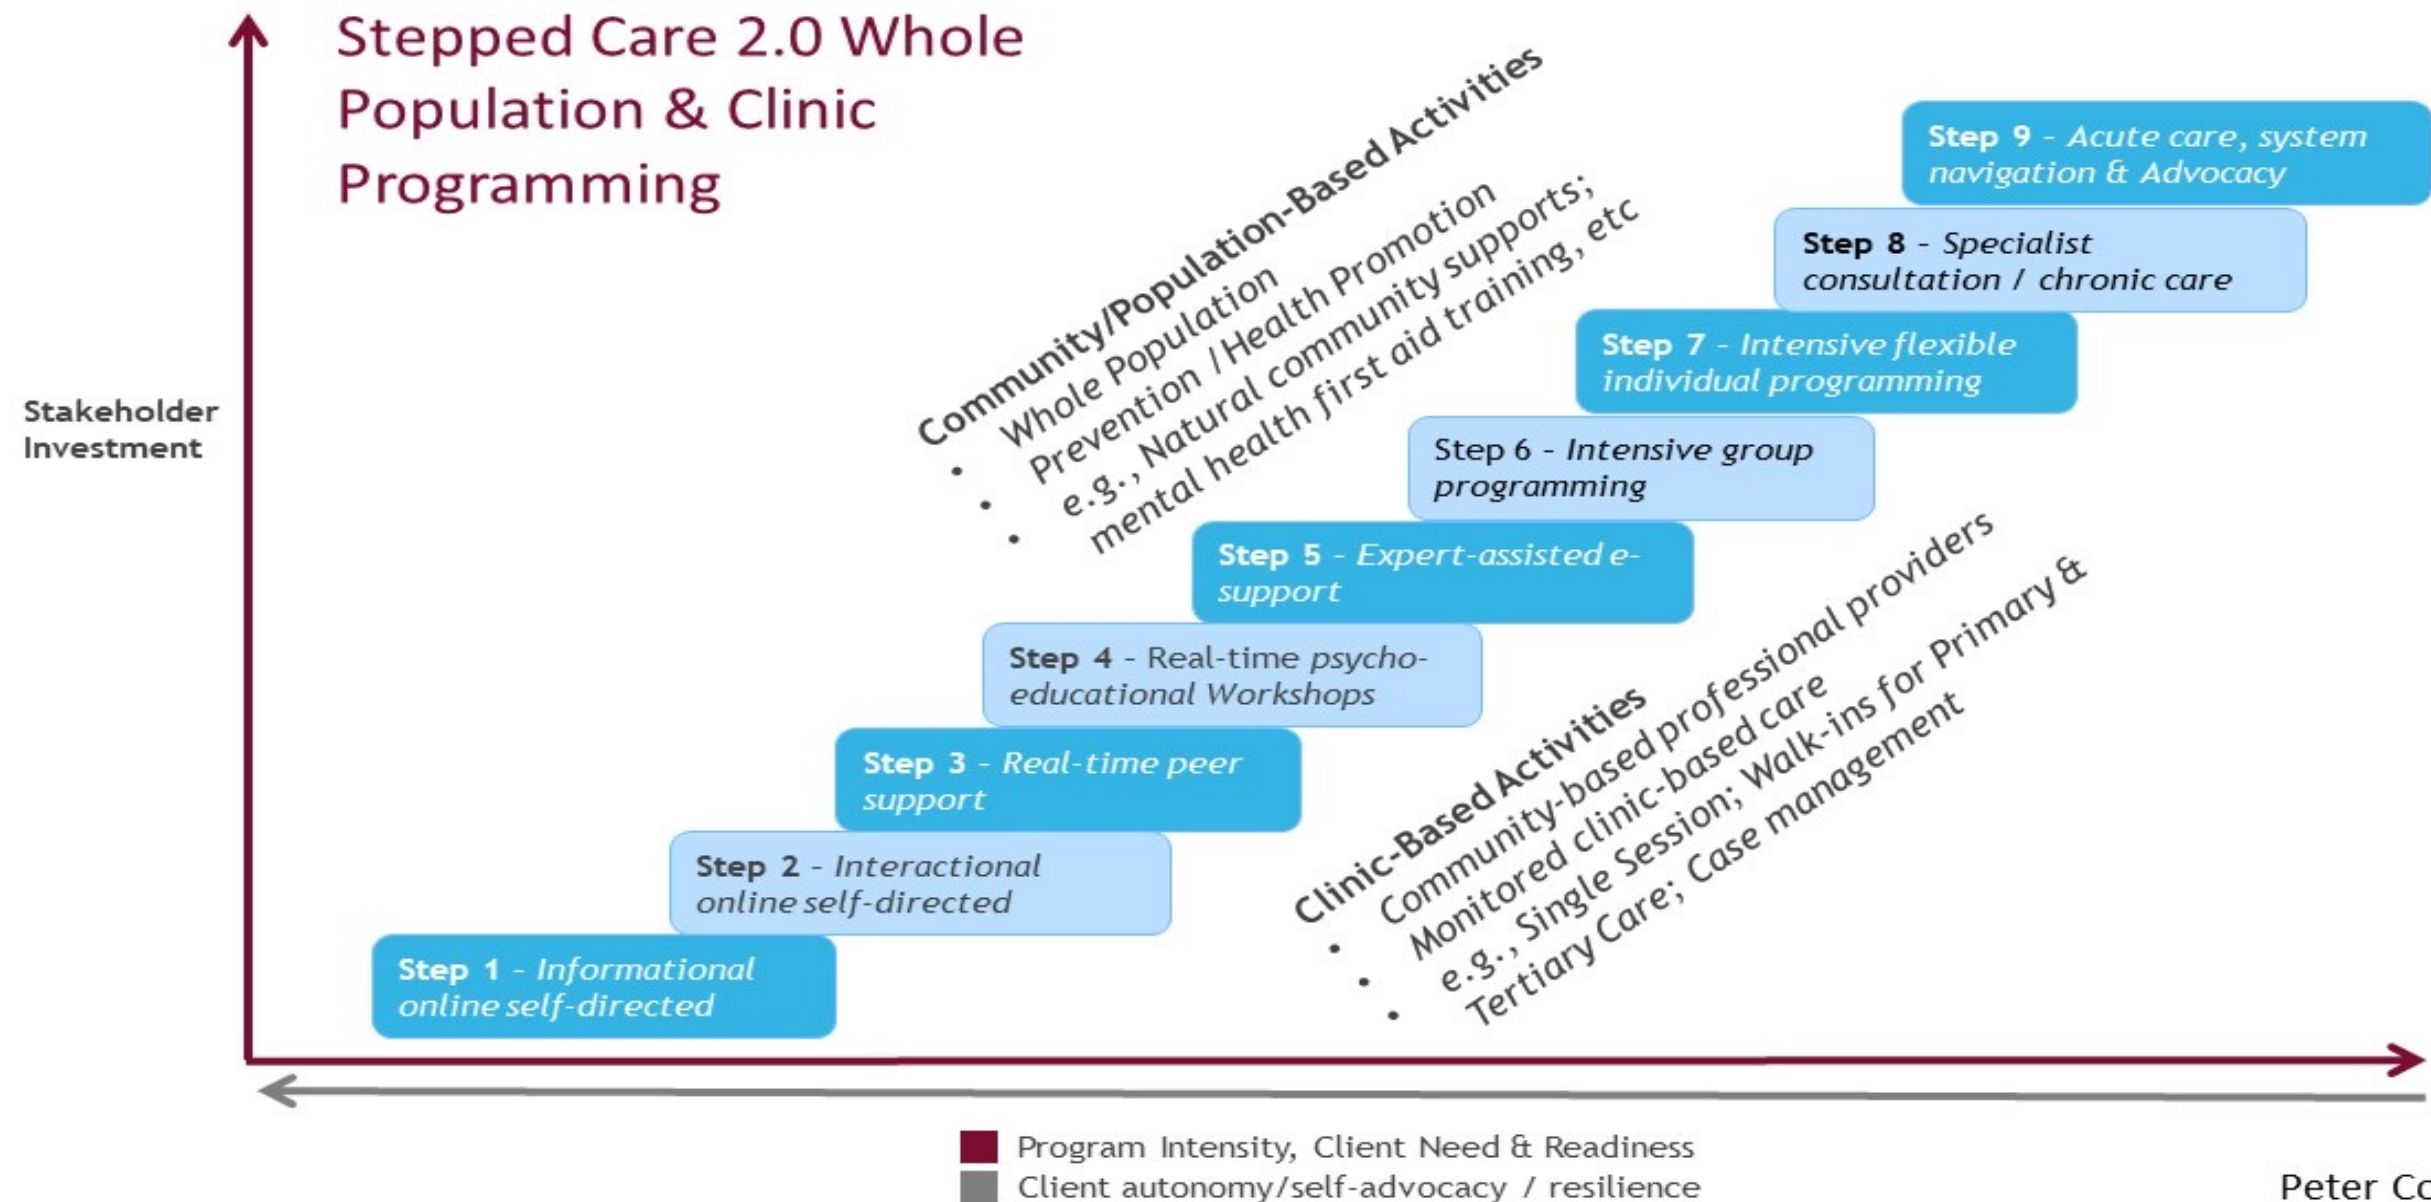 Stepped Care 2.0 Whole
Population & Clinic
Programming
Stakeholder
Investment
Community/Population-Based Activities
• Whole Population
• Prevention /Health Promotion
• e.g., Natural community supports;
mental health first aid training, etc
Step 9 – Acute care, system
navigation & Advocacy
Step 8 – Specialist
consultation / chronic care
Step 7 – Intensive flexible
individual programming
Step 6 – Intensive group
programming
Step 5 – Expert-assisted e-
support
Step 4 – Real-time psycho-
educational Workshops
Step 3 – Real-time peer
support
Step 2 – Interactional
online self-directed
Step 1 – Informational
online self-directed
Clinic-Based Activities
• Community-based professional providers
• Monitored clinic-based care
• e.g., Single Session; Walk-ins for Primary &
Tertiary Care; Case management
Program Intensity, Client Need & Readiness
Client autonomy/self-advocacy / resilience
Peter